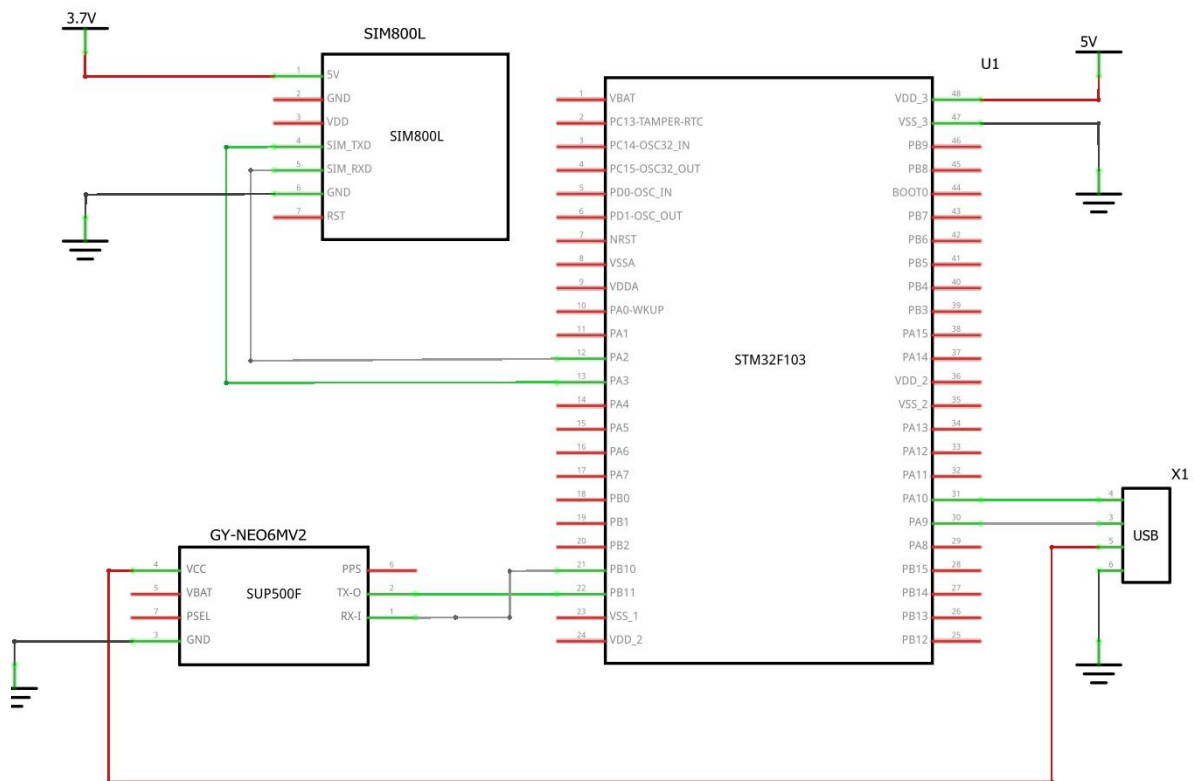 3.7V
SIM800L
1 5V
2 GND
3 VDD
4 SIM_TXD
5 SIM_RXD
6 GND
7 RST
SIM800L
U1
5V
1 VBAT
2 PC13-TAMPER-RTC
3 PC14-OSC32_IN
4 PC15-OSC32_OUT
5 PD0-OSC_IN
6 PD1-OSC_OUT
7 NRST
8 VSSA
9 VDDA
10 PA0-WKUP
11 PA1
12 PA2
13 PA3
14 PA4
15 PA5
16 PA6
17 PA7
18 PB0
19 PB1
20 PB2
21 PB10
22 PB11
23 VSS_1
24 VDD_2
STM32F103
VDD_3 48
VSS_3 47
PB9 46
PB8 45
BOOT0 44
PB7 43
PB6 42
PB5 41
PB4 40
PB3 39
PA15 38
PA14 37
VDD_2 36
VSS_2 35
PA13 34
PA12 33
PA11 32
PA10 31
PA9 30
PA8 29
PB15 28
PB14 27
PB13 26
PB12 25
X1
4
3
5
6
USB
GY-NEO6MV2
4 VCC
5 VBAT
7 PSEL
3 GND
SUP500F
PPS 6
TX-O 2
RX-I 1